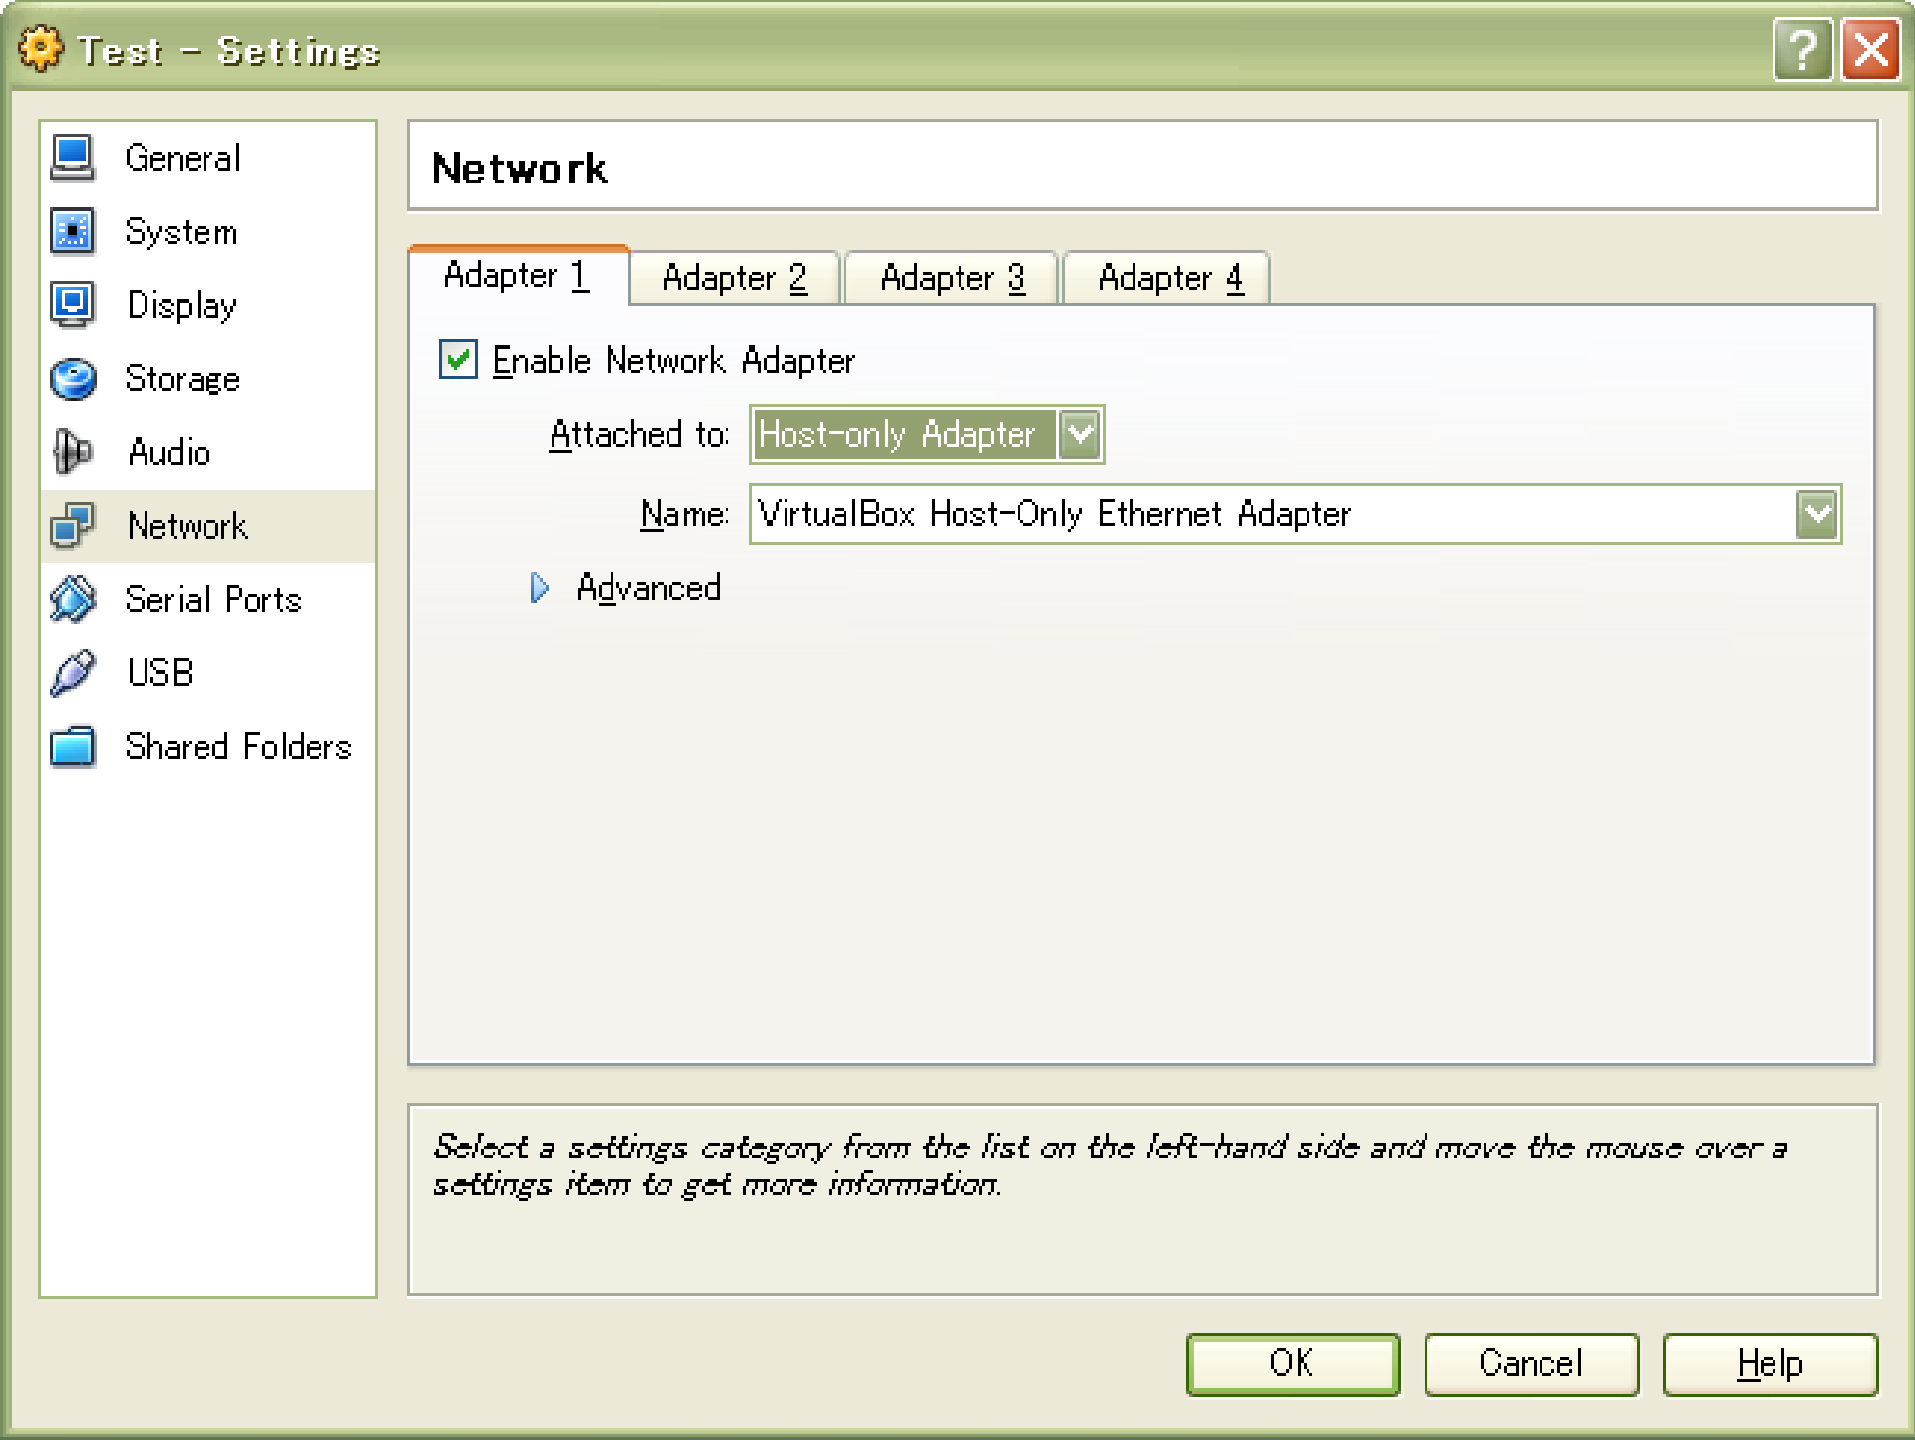 Test - Settings
General
System
Display
Storage
Audio
Network
Serial Ports
USB
Shared Folders
Network
Adapter 1 Adapter 2 Adapter 3 Adapter 4
Enable Network Adapter
Attached to: Host-only Adapter
Name: VirtualBox Host-Only Ethernet Adapter
Advanced
Select a settings category from the list on the left-hand side and move the mouse over a
settings item to get more information.
OK Cancel Help